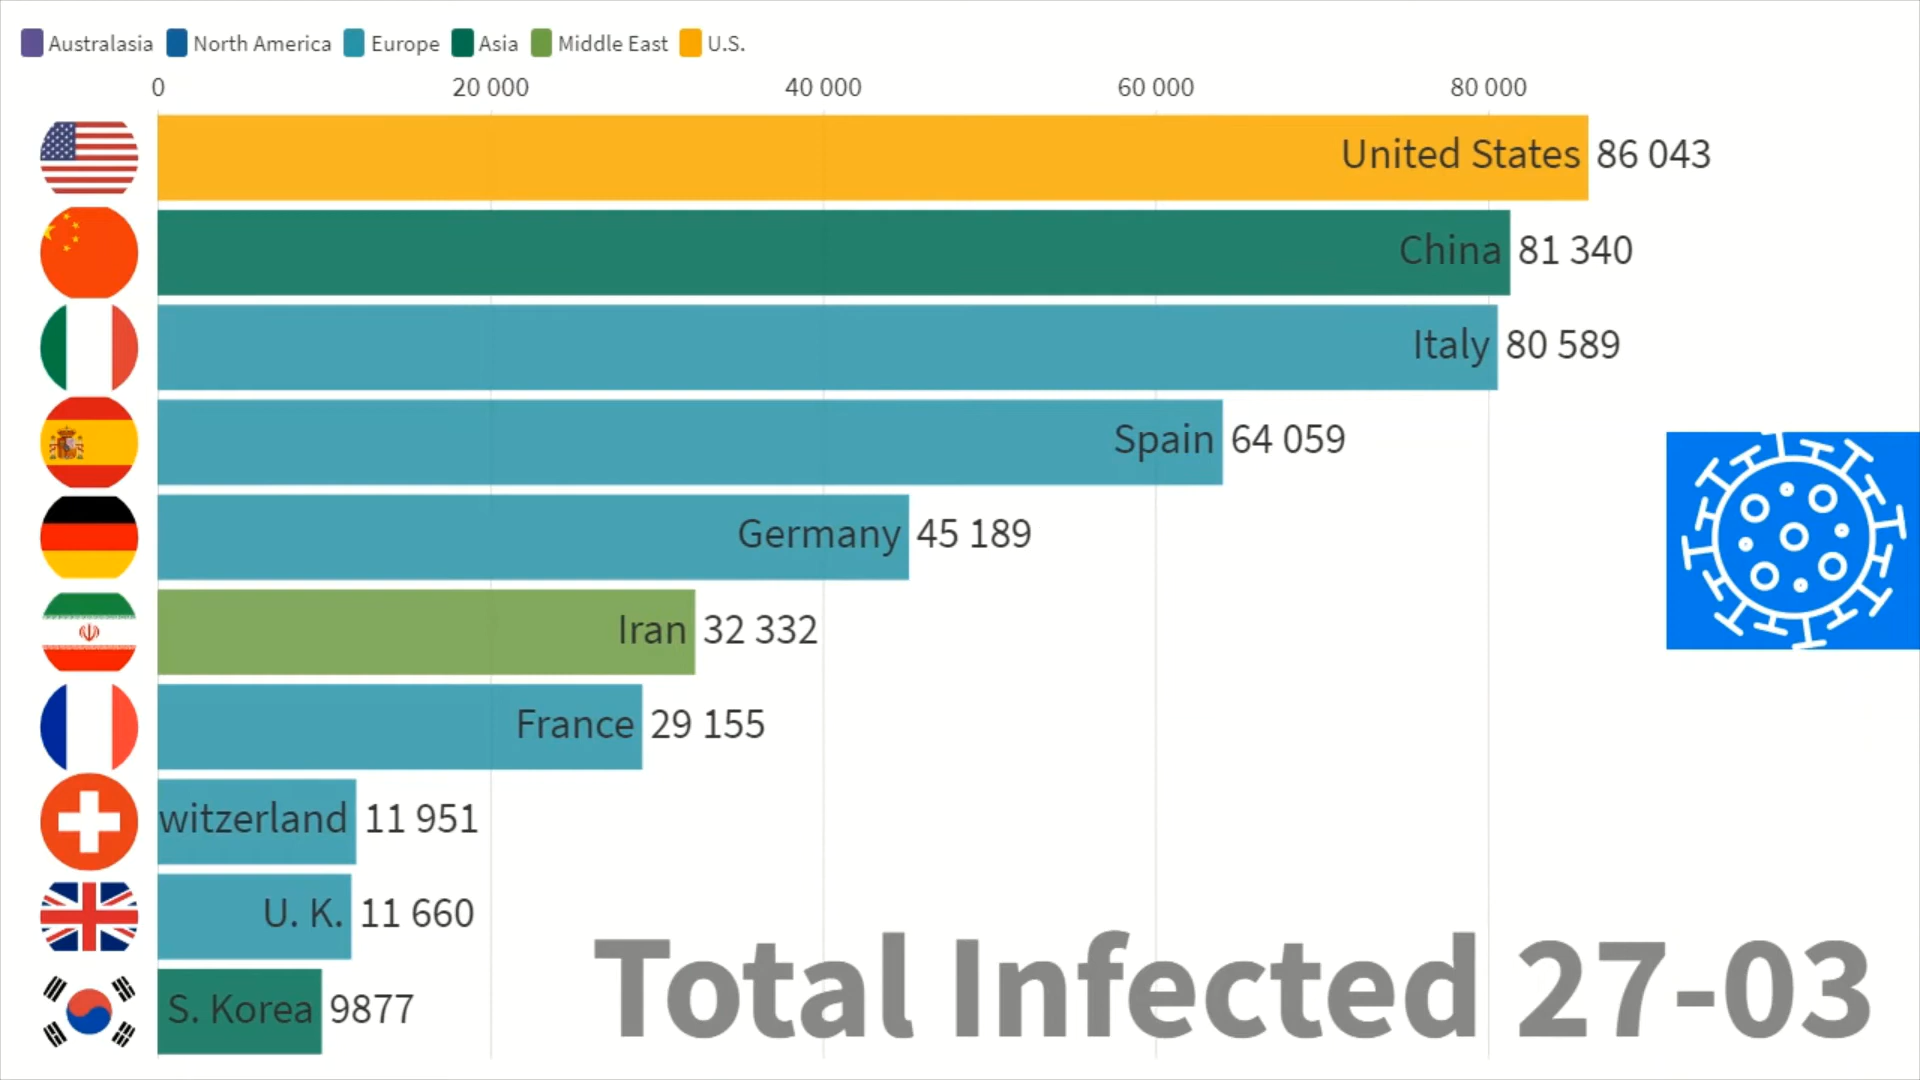 Australasia North America Europe Asia Middle East U.S.
0 20 000 40 000 60 000 80 000
United States 86 043
China 81 340
Italy 80 589
Spain 64 059
Germany 45 189
Iran 32 332
France 29 155
witzerland 11 951
U. K. 11 660
S. Korea 9877
Total Infected 27-03